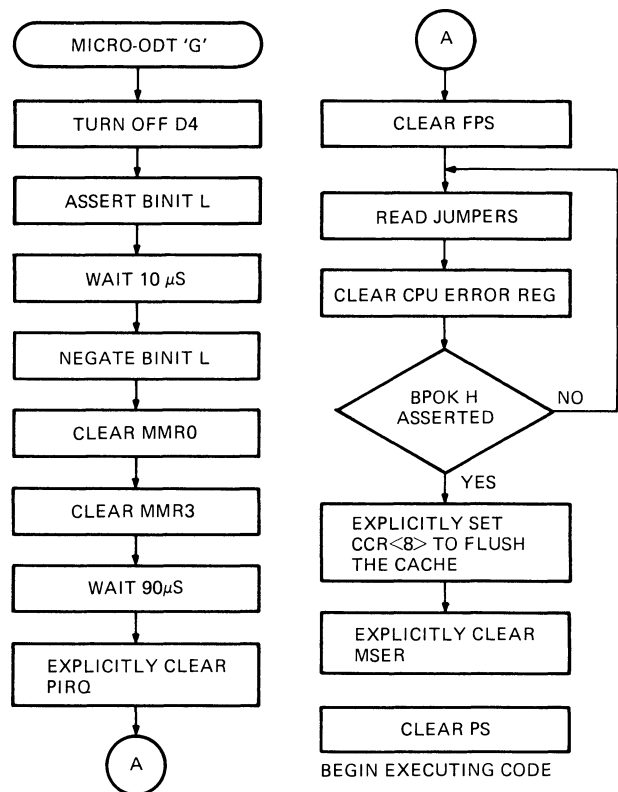 MICRO-ODT 'G'
TURN OFF D4
ASSERT BINIT L
WAIT 10 μS
NEGATE BINIT L
CLEAR MMR0
CLEAR MMR3
WAIT 90μS
EXPLICITLY CLEAR
PIRQ
A
A
CLEAR FPS
READ JUMPERS
CLEAR CPU ERROR REG
BPOK H
ASSERTED
NO
YES
EXPLICITLY SET
CCR<8> TO FLUSH
THE CACHE
EXPLICITLY CLEAR
MSER
CLEAR PS
BEGIN EXECUTING CODE